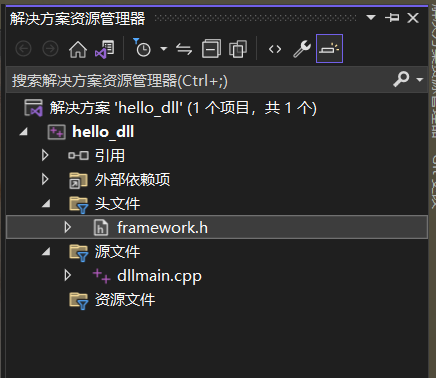 解决方案资源管理器
搜索解决方案资源管理器(Ctrl+;)
解决方案 'hello_dll' (1 个项目，共 1 个)
hello_dll
引用
外部依赖项
头文件
framework.h
源文件
dllmain.cpp
资源文件